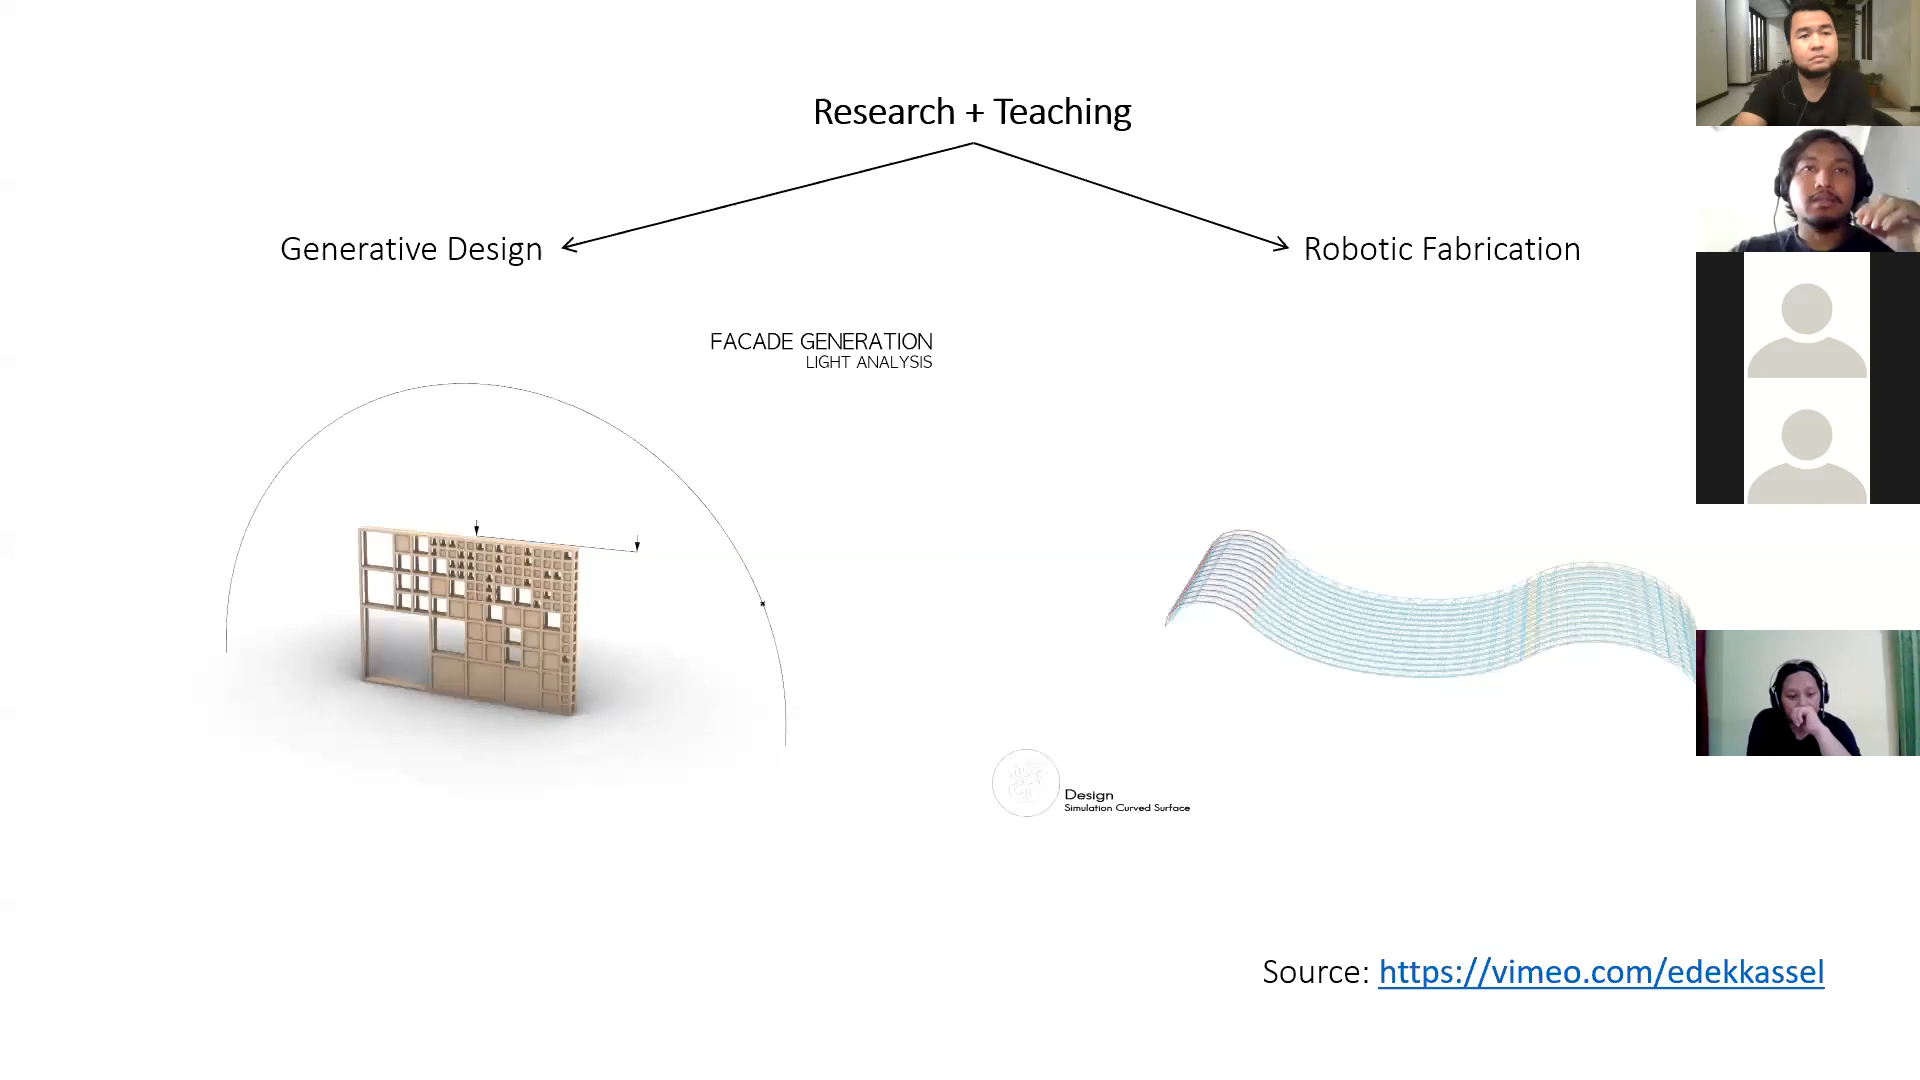 Research + Teaching
Generative Design
Robotic Fabrication
FACADE GENERATION
LIGHT ANALYSIS
Design
Simulation Curved Surface
Source: https://vimeo.com/edekkassel